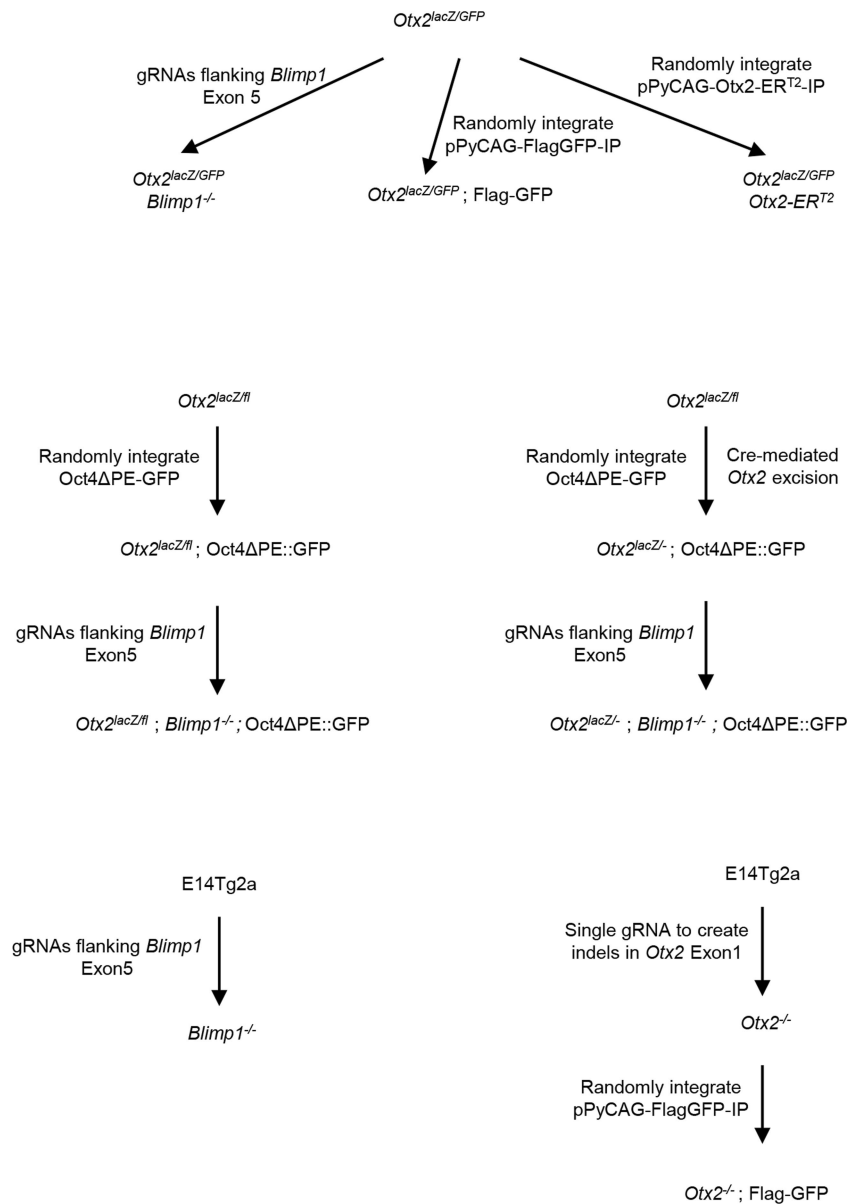 Otx2lacZ/GFP
gRNAs flanking Blimp1
Exon 5
Randomly integrate
pPyCAG-FlagGFP-IP
Randomly integrate
pPyCAG-Otx2-ERT2-IP
Otx2lacZ/GFP
Blimp1-/-
Otx2lacZ/GFP ; Flag-GFP
Otx2lacZ/GFP
Otx2-ERT2
Otx2lacZ/fl
Randomly integrate
Oct4ΔPE-GFP
Otx2lacZ/fl ; Oct4ΔPE::GFP
gRNAs flanking Blimp1
Exon5
Otx2lacZ/fl ; Blimp1-/- ; Oct4ΔPE::GFP
Otx2lacZ/fl
Randomly integrate
Oct4ΔPE-GFP
Cre-mediated
Otx2 excision
Otx2lacZ/- ; Oct4ΔPE::GFP
gRNAs flanking Blimp1
Exon5
Otx2lacZ/- ; Blimp1-/- ; Oct4ΔPE::GFP
E14Tg2a
gRNAs flanking Blimp1
Exon5
Blimp1-/-
E14Tg2a
Single gRNA to create
indels in Otx2 Exon1
Otx2-/-
Randomly integrate
pPyCAG-FlagGFP-IP
Otx2-/- ; Flag-GFP